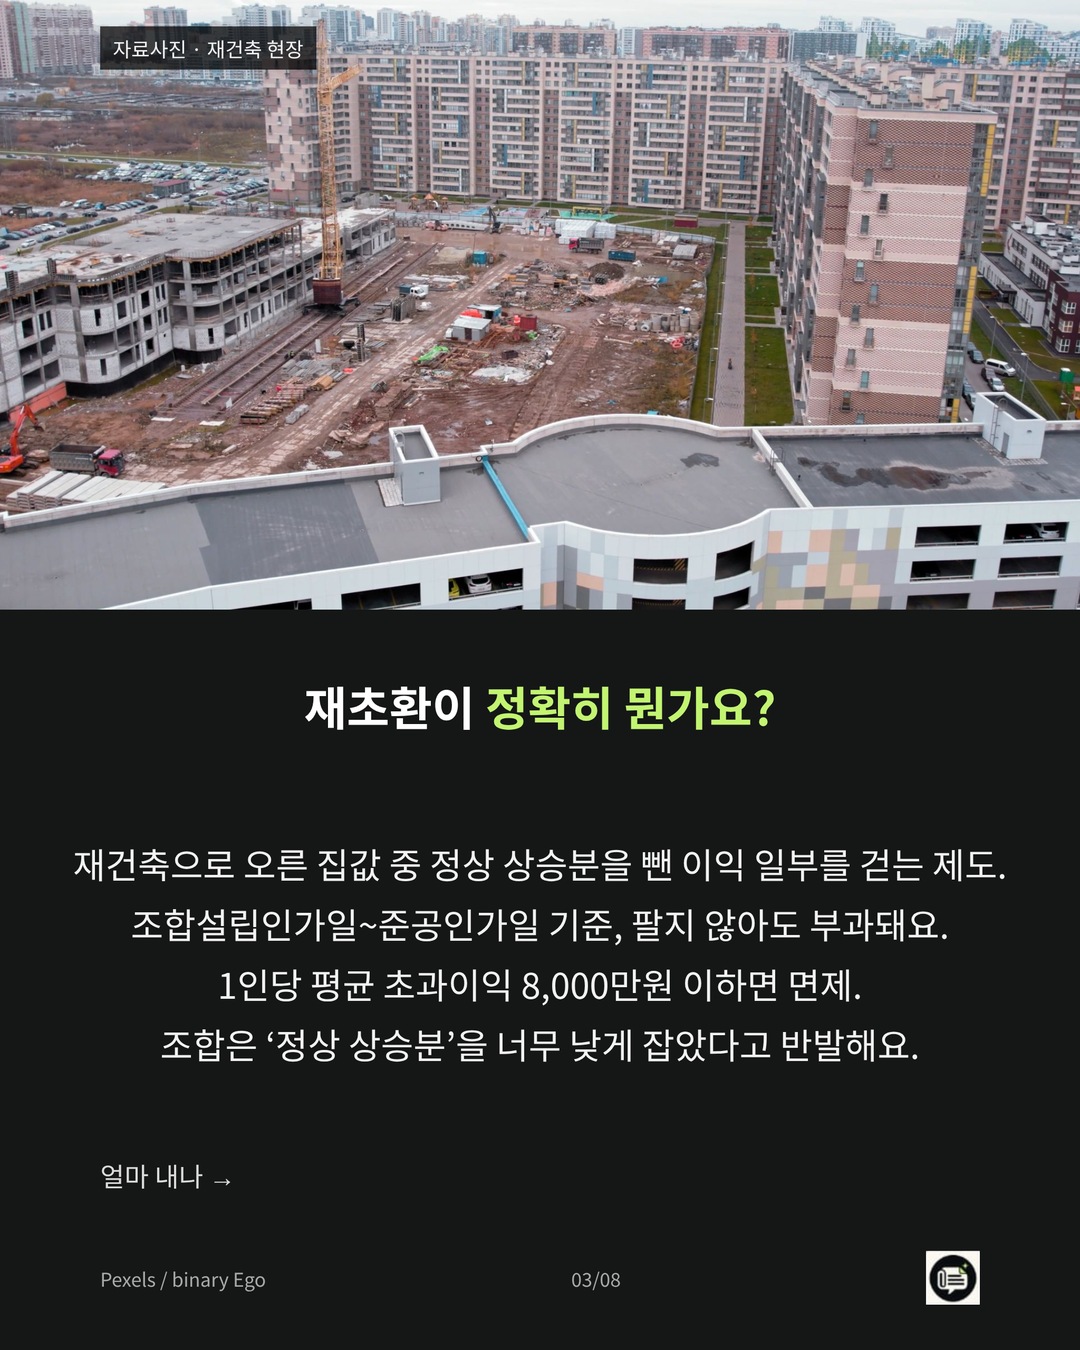 자료사진 · 재건축 현장
재초환이 정확히 뭔가요?
재건축으로 오른 집값 중 정상 상승분을 뺀 이익 일부를 걷는 제도.
조합설립인가일~준공인가일 기준, 팔지 않아도 부과돼요.
1인당 평균 초과이익 8,000만원 이하면 면제.
조합은 ‘정상 상승분’을 너무 낮게 잡았다고 반발해요.
얼마 내나 →
Pexels / binary Ego
03/08